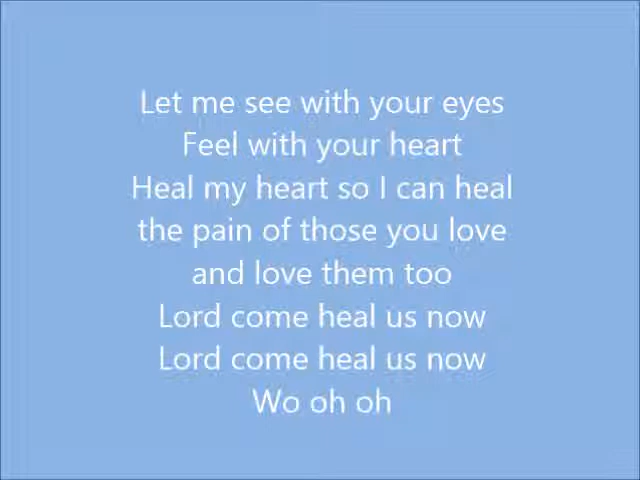 Let me see with your eyes
Feel with your heart
Heal my heart so I can heal
the pain of those you love
and love them too
Lord come heal us now
Lord come heal us now
Wo oh oh